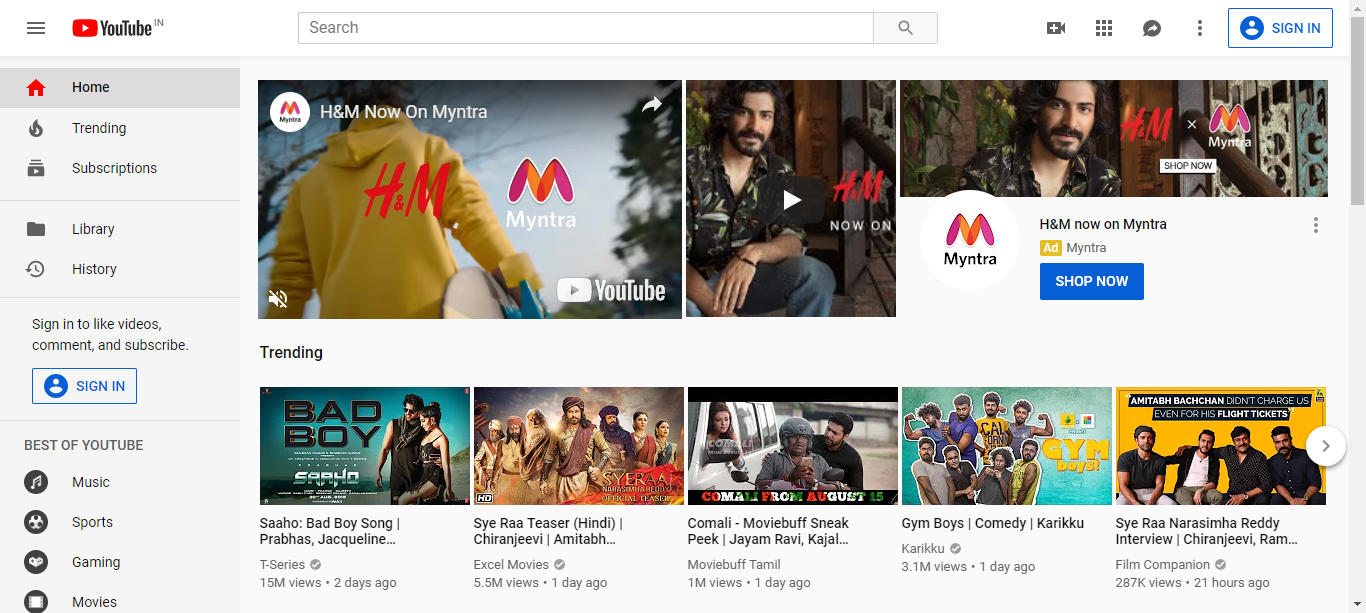 YouTube IN
Search
SIGN IN
Home
Trending
Subscriptions
Library
History
Sign in to like videos,
comment, and subscribe.
SIGN IN
BEST OF YOUTUBE
Music
Sports
Gaming
Movies
Myntra
H&M Now On Myntra
H&M
Myntra
YouTube
H&M
NOW ON
H&M
×
Myntra
SHOP NOW
Myntra
H&M now on Myntra
Ad Myntra
SHOP NOW
Trending
BAD
BOY
SAAHO
Saaho: Bad Boy Song |
Prabhas, Jacqueline...
T-Series
15M views • 2 days ago
SYERAA
NARASIMHA REDDY
OFFICIAL TEASER
HD
Sye Raa Teaser (Hindi) |
Chiranjeevi | Amitabh...
Excel Movies
5.5M views • 1 day ago
COMALI
COMALI FROM AUGUST 15
Comali - Moviebuff Sneak
Peek | Jayam Ravi, Kajal...
Moviebuff Tamil
1M views • 1 day ago
GYM
BOYS!
Gym Boys | Comedy | Karikku
Karikku
3.1M views • 1 day ago
"AMITABH BACHCHAN DIDN'T CHARGE US
EVEN FOR HIS FLIGHT TICKETS"
Sye Raa Narasimha Reddy
Interview | Chiranjeevi, Ram...
Film Companion
287K views • 21 hours ago